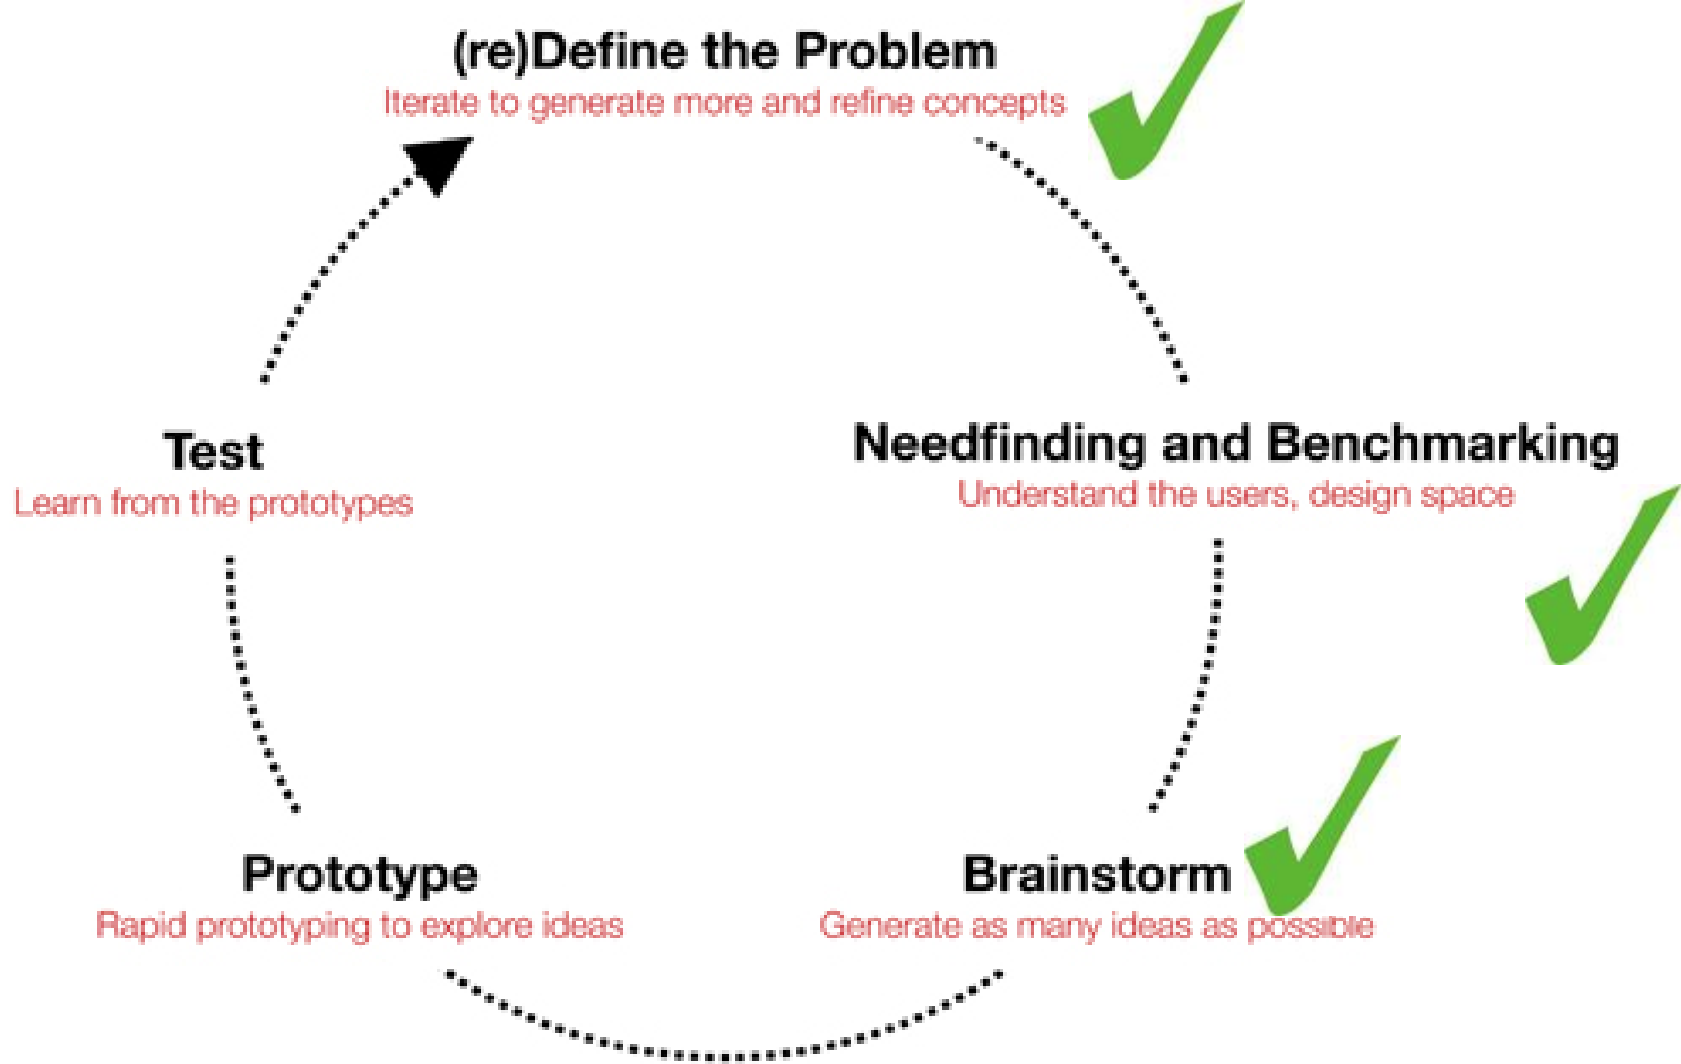 (re)Define the Problem
Iterate to generate more and refine concepts
Needfinding and Benchmarking
Understand the users, design space
Brainstorm
Generate as many ideas as possible
Prototype
Rapid prototyping to explore ideas
Test
Learn from the prototypes